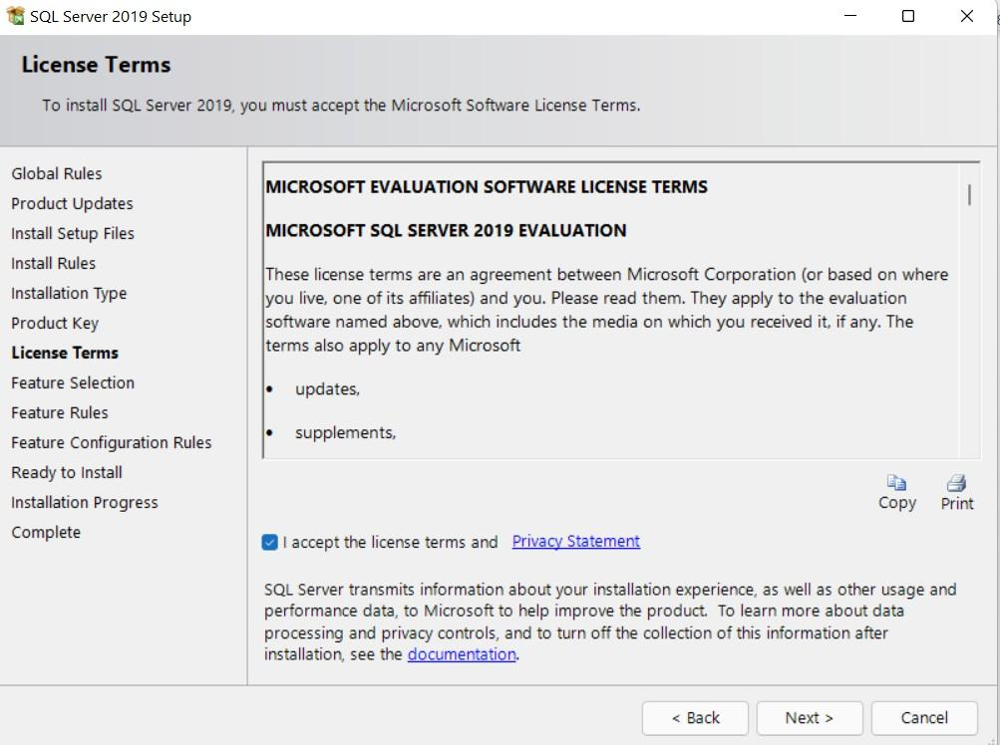 SQL Server 2019 Setup
License Terms
To install SQL Server 2019, you must accept the Microsoft Software License Terms.
Global Rules
Product Updates
Install Setup Files
Install Rules
Installation Type
Product Key
License Terms
Feature Selection
Feature Rules
Feature Configuration Rules
Ready to Install
Installation Progress
Complete
MICROSOFT EVALUATION SOFTWARE LICENSE TERMS
MICROSOFT SQL SERVER 2019 EVALUATION
These license terms are an agreement between Microsoft Corporation (or based on where
you live, one of its affiliates) and you. Please read them. They apply to the evaluation
software named above, which includes the media on which you received it, if any. The
terms also apply to any Microsoft
• updates,
• supplements,
Copy Print
I accept the license terms and Privacy Statement
SQL Server transmits information about your installation experience, as well as other usage and
performance data, to Microsoft to help improve the product. To learn more about data
processing and privacy controls, and to turn off the collection of this information after
installation, see the documentation.
< Back Next > Cancel